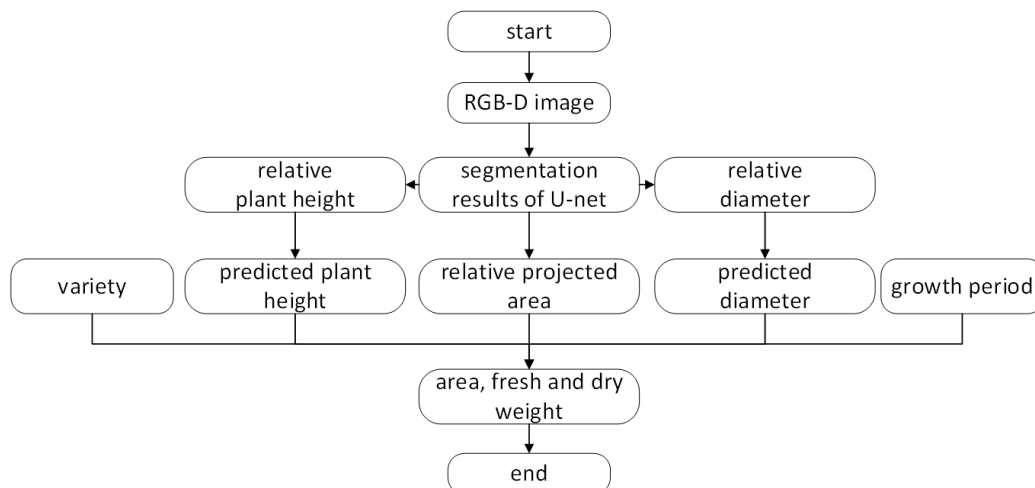 start
RGB-D image
relative
plant height
segmentation
results of U-net
relative
diameter
variety
predicted plant
height
relative projected
area
predicted
diameter
growth period
area, fresh and dry
weight
end